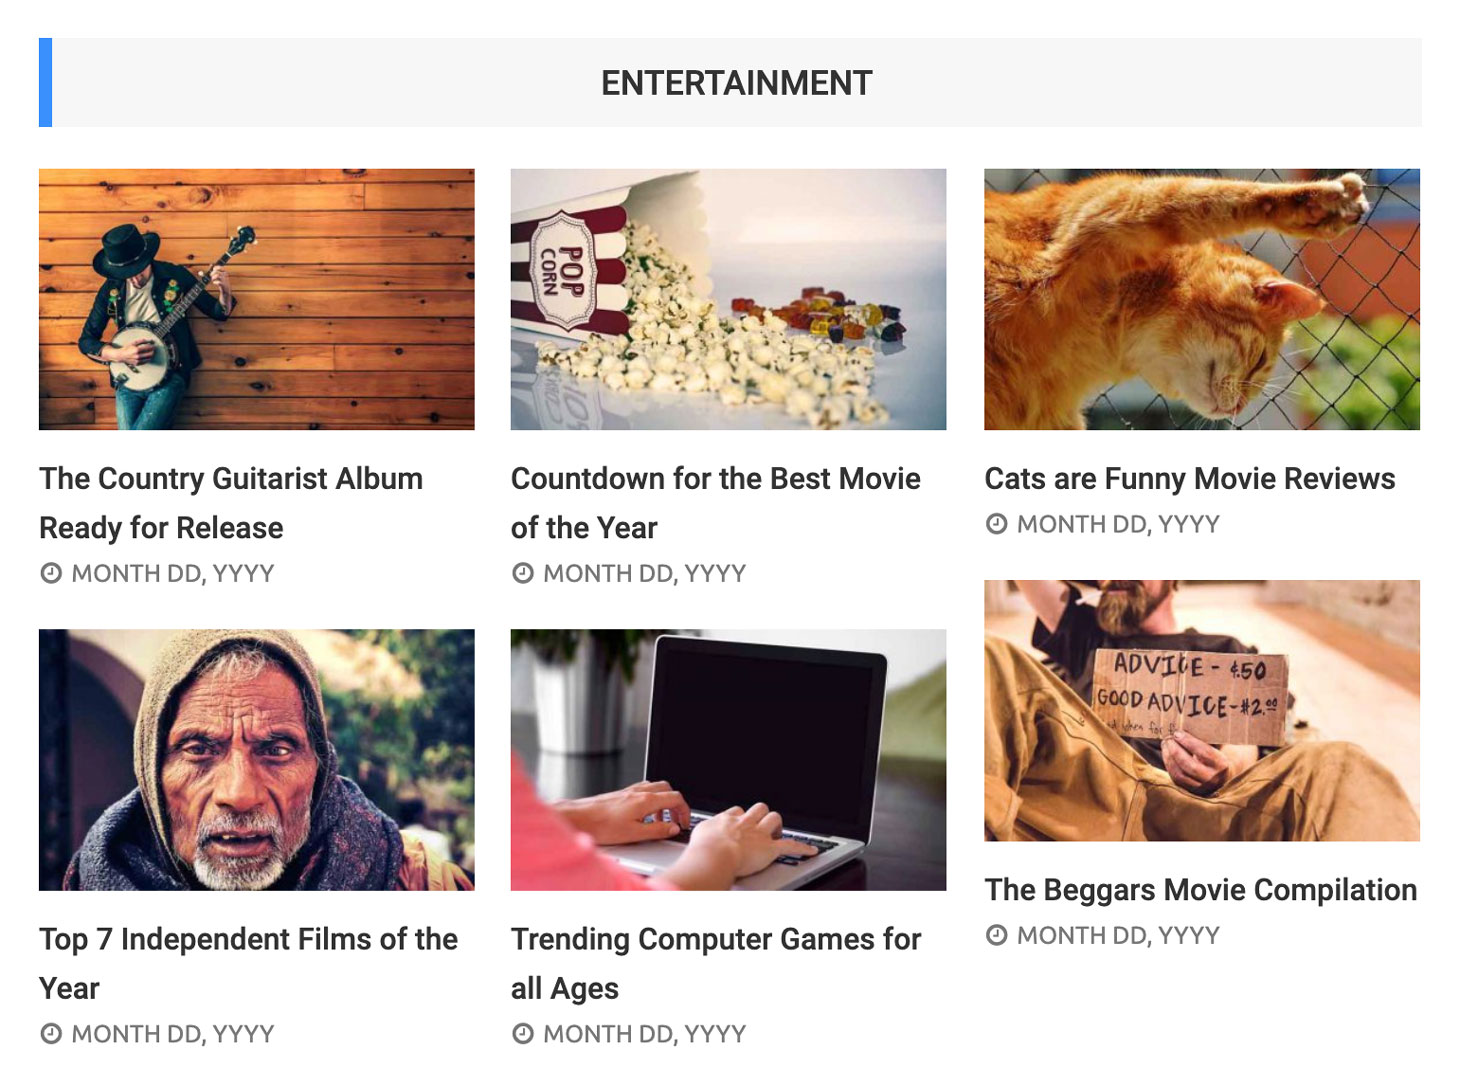 ENTERTAINMENT
POP
CORN
The Country Guitarist Album
Ready for Release
MONTH DD, YYYY
Countdown for the Best Movie
of the Year
MONTH DD, YYYY
Cats are Funny Movie Reviews
MONTH DD, YYYY
ADVICE - $.50
GOOD ADVICE - $2.00
Top 7 Independent Films of the
Year
MONTH DD, YYYY
Trending Computer Games for
all Ages
MONTH DD, YYYY
The Beggars Movie Compilation
MONTH DD, YYYY